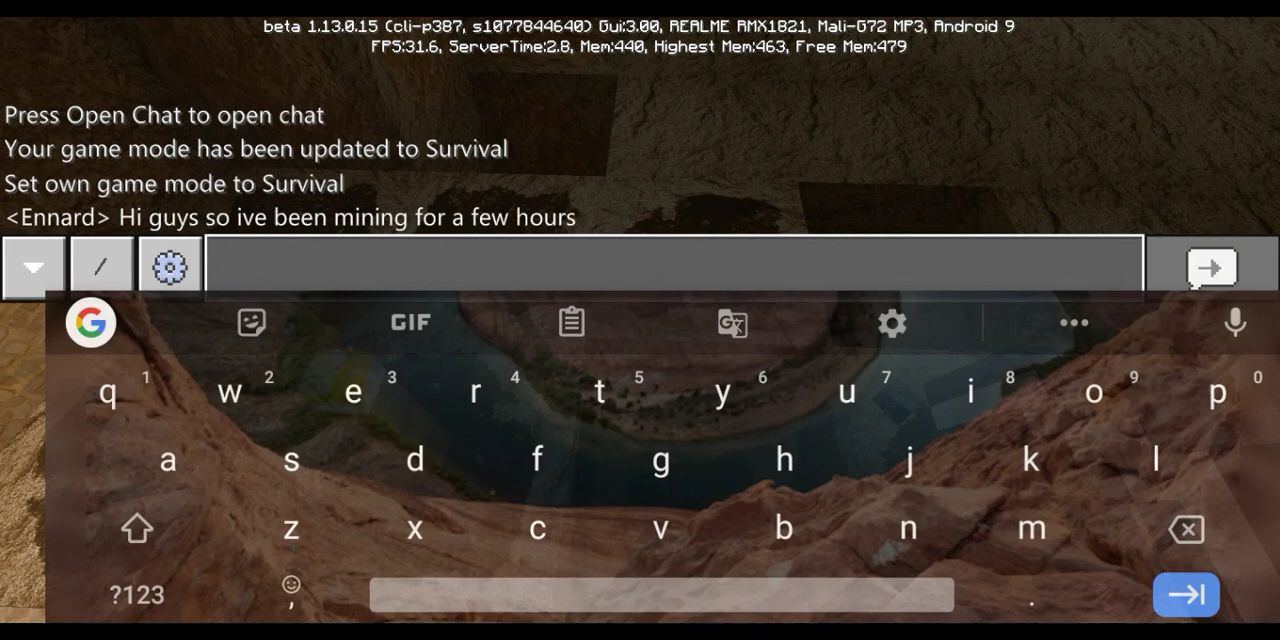 beta 1.13.0.15 (cli-p387, s1077844640) Gui:3.00, REALME RMX1821, Mali-G72 MP3, Android 9
FPS:31.6, ServerTime:2.8, Mem:440, Highest Mem:463, Free Mem:479
Press Open Chat to open chat
Your game mode has been updated to Survival
Set own game mode to Survival
<Ennard> Hi guys so ive been mining for a few hours
/
G GIF
q 1 w 2 e 3 r 4 t 5 y 6 u 7 i 8 o 9 p 0
a s d f g h j k l
z x c v b n m
?123 , .